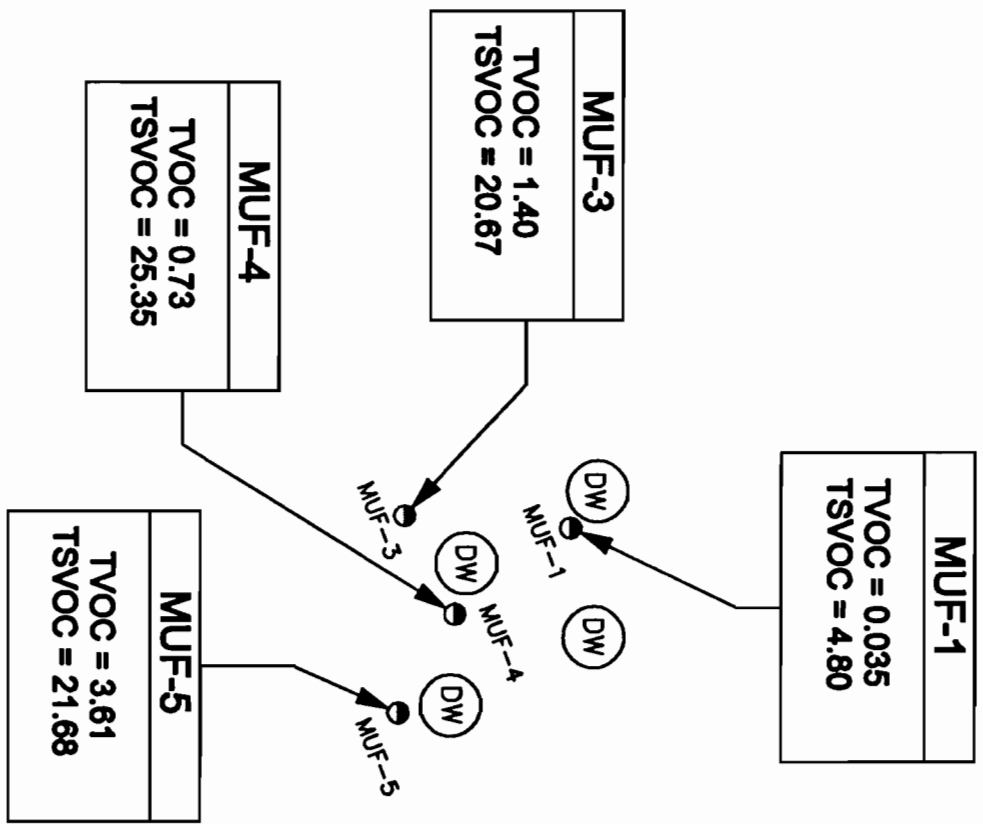 MUF-1
TVOC = 0.035
TSVOC = 4.80
MUF-3
TVOC = 1.40
TSVOC = 20.67
MUF-4
TVOC = 0.73
TSVOC = 25.35
MUF-5
TVOC = 3.61
TSVOC = 21.68
DW
MUF-1
DW
MUF-3
DW
MUF-4
DW
MUF-5